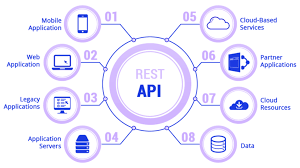 Mobile
Application
01
Web
Application
02
Legacy
Applications
03
Application
Servers
04
REST
API
05
Cloud-Based
Services
06
Partner
Applications
07
Cloud
Resources
08
Data